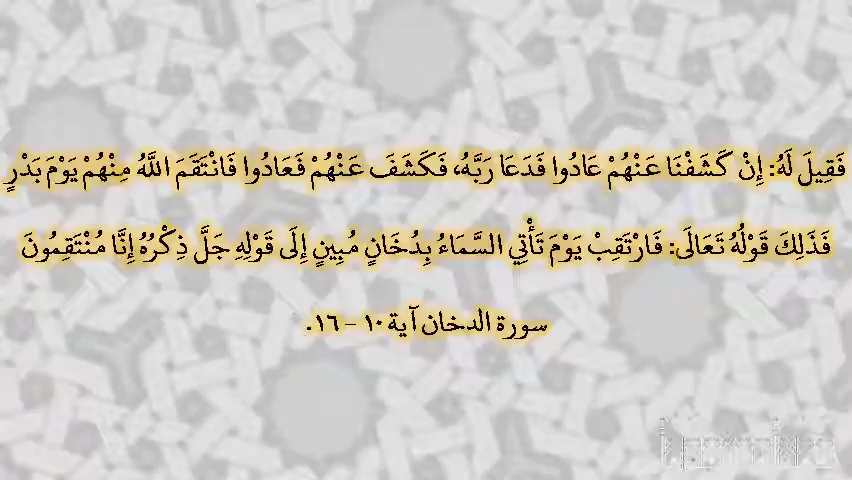 فَقِيلَ لَهُ: إِنْ كَشَفْنَا عَنْهُمْ عَادُوا فَدَعَا رَبَّهُ، فَكَشَفَ عَنْهُمْ فَعَادُوا فَانْتَقَمَ اللَّهُ مِنْهُمْ يَوْمَ بَدْرٍ
فَذَلِكَ قَوْلُهُ تَعَالَى: فَارْتَقِبْ يَوْمَ تَأْتِي السَّمَاءُ بِدُخَانٍ مُبِينٍ إِلَى قَوْلِهِ جَلَّ ذِكْرُهُ إِنَّا مُنْتَقِمُونَ
سورة الدخان آية ١٠ - ١٦.